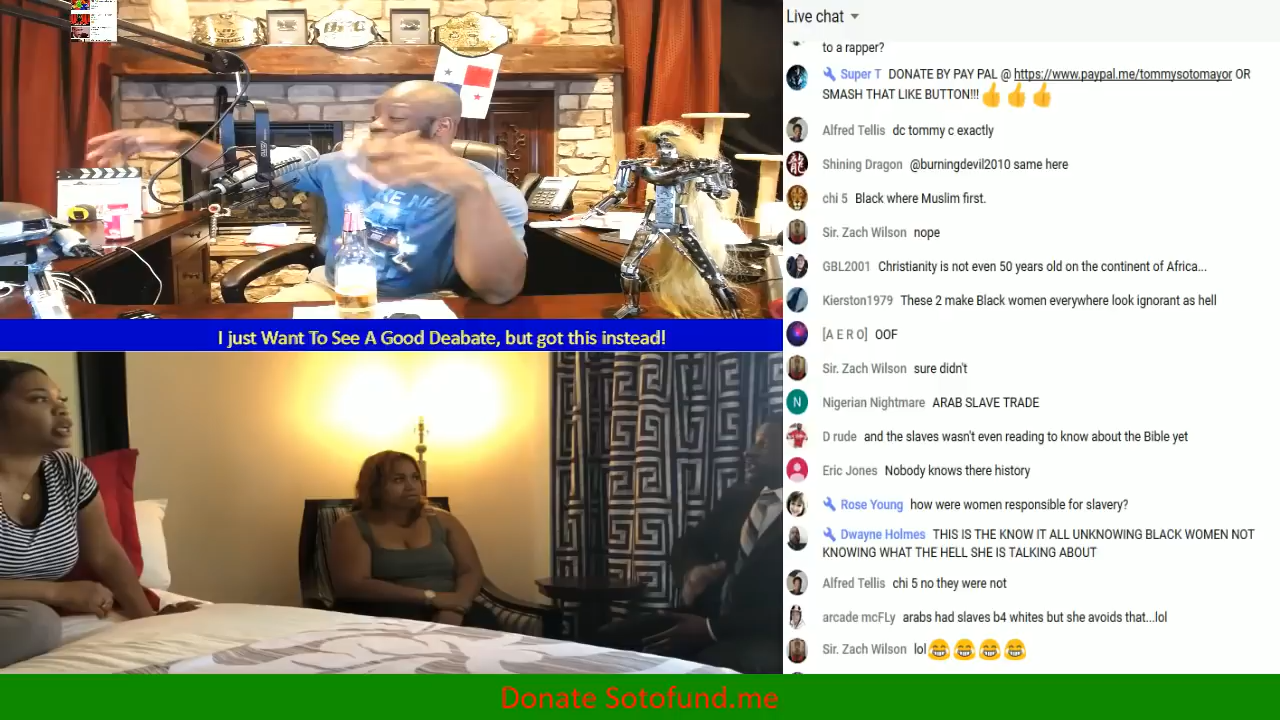 Live chat
to a rapper?
Super T DONATE BY PAY PAL @ https://www.paypal.me/tommysotomayor OR
SMASH THAT LIKE BUTTON!!!
Alfred Tellis dc tommy c exactly
Shining Dragon @burningdevil2010 same here
chi 5 Black where Muslim first.
Sir. Zach Wilson nope
GBL2001 Christianity is not even 50 years old on the continent of Africa...
Kierston1979 These 2 make Black women everywhere look ignorant as hell
[A E R O] OOF
Sir. Zach Wilson sure didn't
N Nigerian Nightmare ARAB SLAVE TRADE
D rude and the slaves wasn't even reading to know about the Bible yet
Eric Jones Nobody knows there history
Rose Young how were women responsible for slavery?
Dwayne Holmes THIS IS THE KNOW IT ALL UNKNOWING BLACK WOMEN NOT
KNOWING WHAT THE HELL SHE IS TALKING ABOUT
Alfred Tellis chi 5 no they were not
arcade mcFLy arabs had slaves b4 whites but she avoids that...lol
Sir. Zach Wilson lol
UFC
I just Want To See A Good Deabate, but got this instead!
Donate Sotofund.me